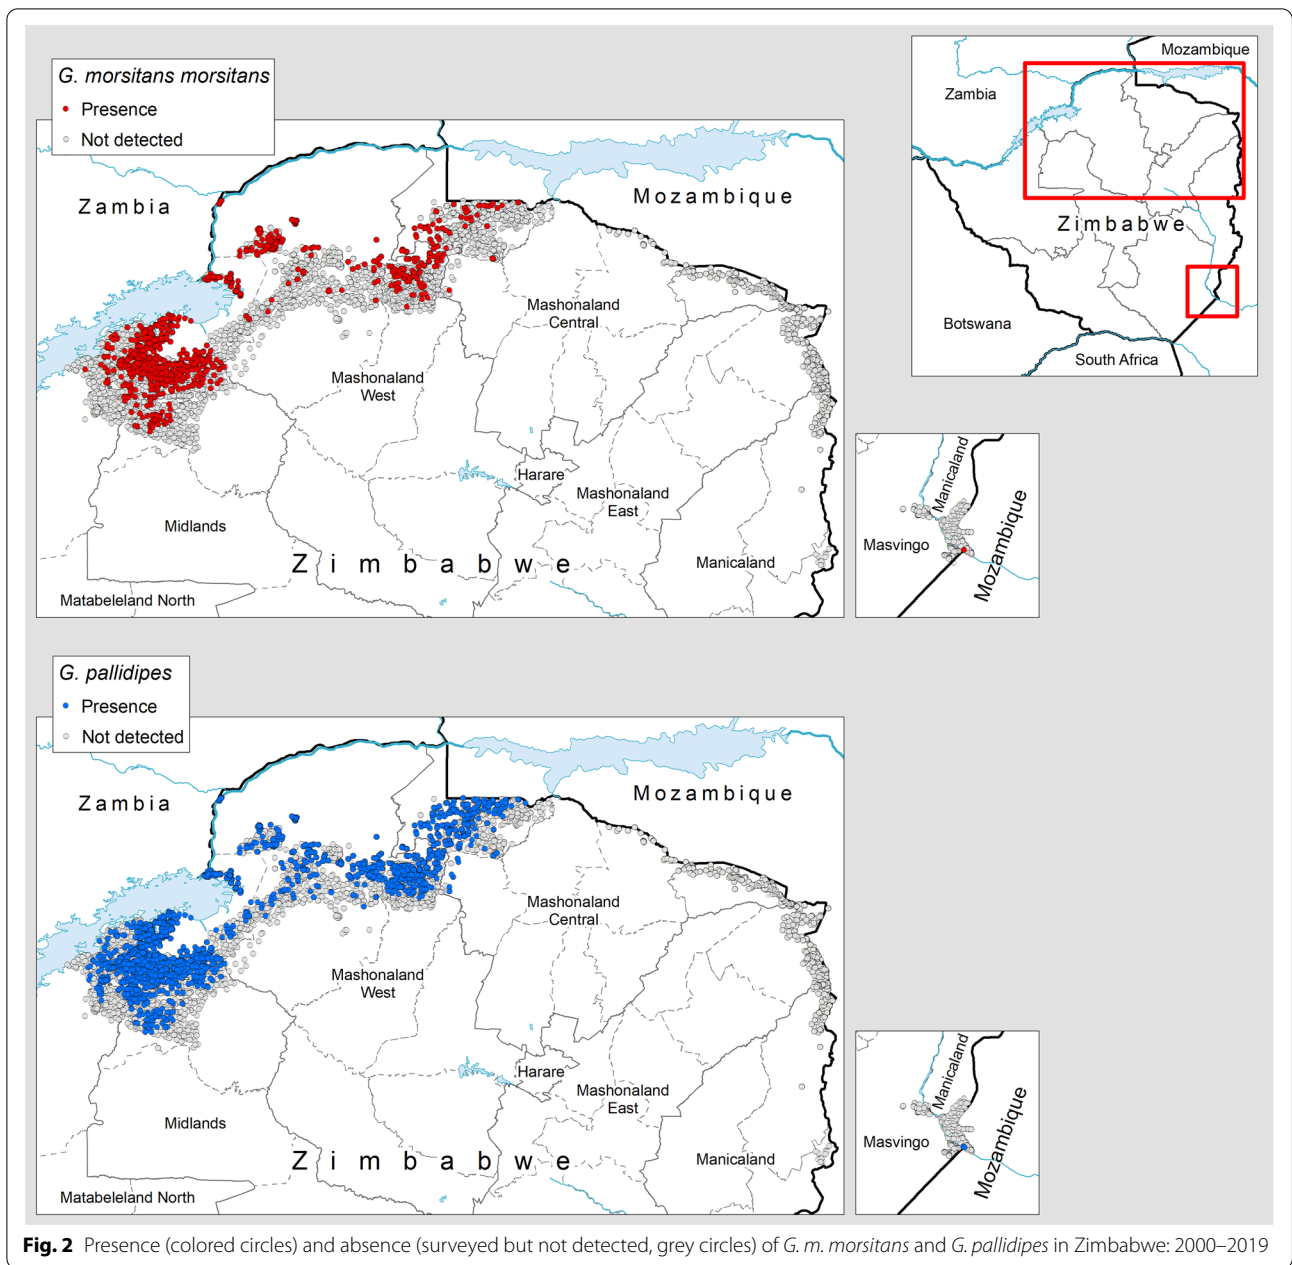 G. morsitans morsitans
Presence
Not detected
Zambia
Mozambique
Mashonaland
Central
Mashonaland
West
Harare
Mashonaland
East
Midlands
Zimbabwe
Manicaland
Matabeleland North
Mozambique
Zambia
Zimbabwe
Botswana
South Africa
Manicaland
Masvingo
Mozambique
G. pallidipes
Presence
Not detected
Zambia
Mozambique
Mashonaland
Central
Mashonaland
West
Harare
Mashonaland
East
Midlands
Zimbabwe
Manicaland
Matabeleland North
Manicaland
Masvingo
Mozambique
Fig. 2 Presence (colored circles) and absence (surveyed but not detected, grey circles) of G. m. morsitans and G. pallidipes in Zimbabwe: 2000–2019